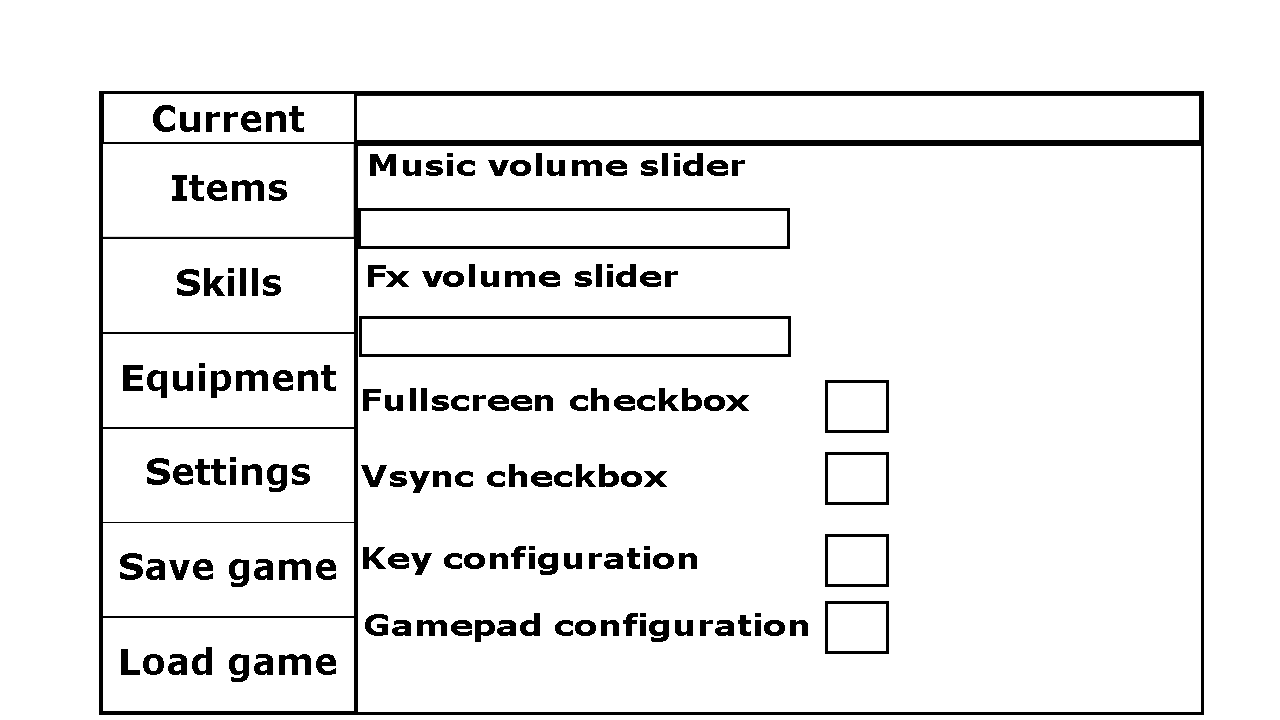 Current
Items
Skills
Equipment
Settings
Save game
Load game
Music volume slider
Fx volume slider
Fullscreen checkbox
Vsync checkbox
Key configuration
Gamepad configuration